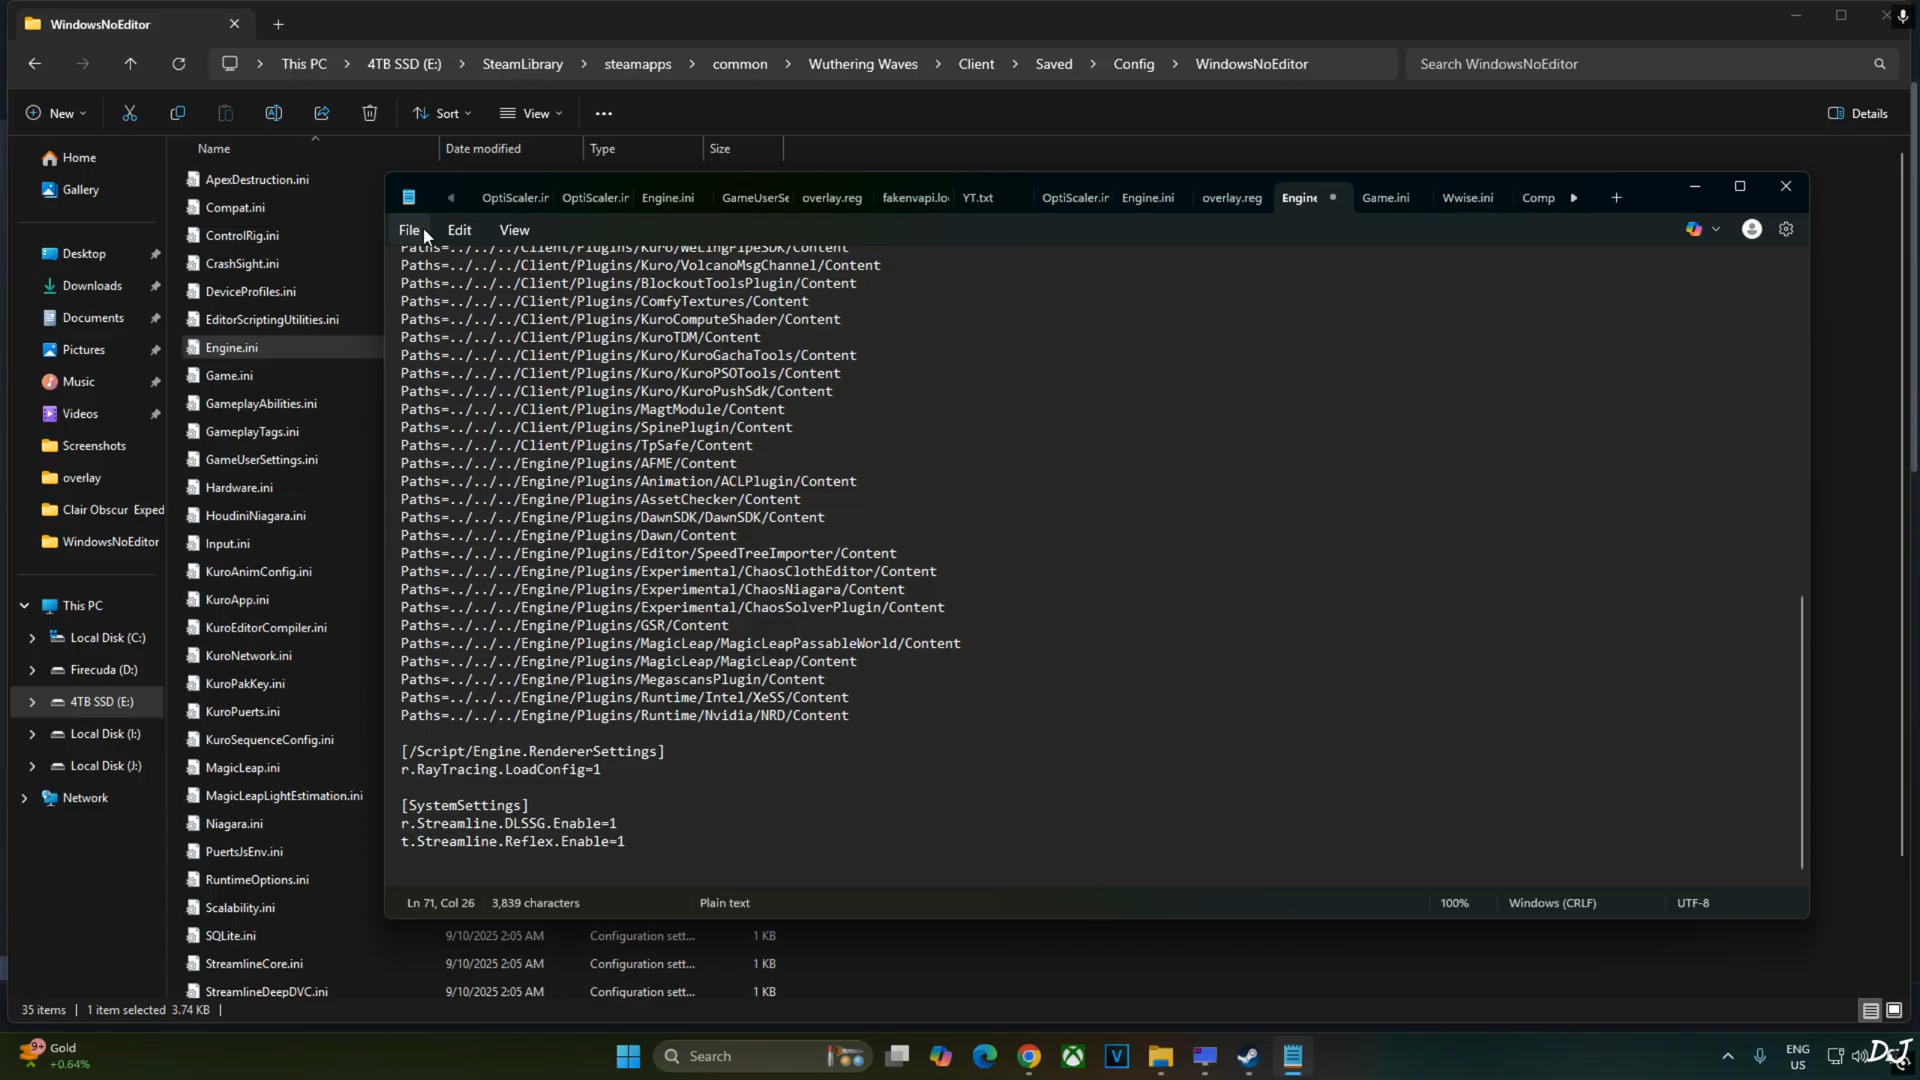 WindowsNoEditor
This PC > 4TB SSD (E:) > SteamLibrary > steamapps > common > Wuthering Waves > Client > Saved > Config > WindowsNoEditor
Search WindowsNoEditor
New
Sort
View
Details
Name
Date modified
Type
Size
Home
Gallery
Desktop
Downloads
Documents
Pictures
Music
Videos
Screenshots
overlay
Clair Obscur Exped
WindowsNoEditor
This PC
Local Disk (C:)
Firecuda (D:)
4TB SSD (E:)
Local Disk (I:)
Local Disk (J:)
Network
ApexDestruction.ini
Compat.ini
ControlRig.ini
CrashSight.ini
DeviceProfiles.ini
EditorScriptingUtilities.ini
Engine.ini
Game.ini
GameplayAbilities.ini
GameplayTags.ini
GameUserSettings.ini
Hardware.ini
HoudiniNiagara.ini
Input.ini
KuroAnimConfig.ini
KuroApp.ini
KuroEditorCompiler.ini
KuroNetwork.ini
KuroPakKey.ini
KuroPuerts.ini
KuroSequenceConfig.ini
MagicLeap.ini
MagicLeapLightEstimation.ini
Niagara.ini
PuertsJsEnv.ini
RuntimeOptions.ini
Scalability.ini
SQLite.ini 9/10/2025 2:05 AM Configuration sett... 1 KB
StreamlineCore.ini 9/10/2025 2:05 AM Configuration sett... 1 KB
StreamlineDeepDVC.ini 9/10/2025 2:05 AM Configuration sett... 1 KB
OptiScaler.ir OptiScaler.ir Engine.ini GameUserSe overlay.reg fakenvapi.lo YT.txt OptiScaler.ir Engine.ini overlay.reg Engine Game.ini Wwise.ini Comp
File Edit View
Paths=../../../Client/Plugins/Kuro/WeLingPipeSDK/Content
Paths=../../../Client/Plugins/Kuro/VolcanoMsgChannel/Content
Paths=../../../Client/Plugins/BlockoutToolsPlugin/Content
Paths=../../../Client/Plugins/ComfyTextures/Content
Paths=../../../Client/Plugins/KuroComputeShader/Content
Paths=../../../Client/Plugins/KuroTDM/Content
Paths=../../../Client/Plugins/Kuro/KuroGachaTools/Content
Paths=../../../Client/Plugins/Kuro/KuroPSOTools/Content
Paths=../../../Client/Plugins/Kuro/KuroPushSdk/Content
Paths=../../../Client/Plugins/MagtModule/Content
Paths=../../../Client/Plugins/SpinePlugin/Content
Paths=../../../Client/Plugins/TpSafe/Content
Paths=../../../Engine/Plugins/AFME/Content
Paths=../../../Engine/Plugins/Animation/ACLPlugin/Content
Paths=../../../Engine/Plugins/AssetChecker/Content
Paths=../../../Engine/Plugins/DawnSDK/DawnSDK/Content
Paths=../../../Engine/Plugins/Dawn/Content
Paths=../../../Engine/Plugins/Editor/SpeedTreeImporter/Content
Paths=../../../Engine/Plugins/Experimental/ChaosClothEditor/Content
Paths=../../../Engine/Plugins/Experimental/ChaosNiagara/Content
Paths=../../../Engine/Plugins/Experimental/ChaosSolverPlugin/Content
Paths=../../../Engine/Plugins/GSR/Content
Paths=../../../Engine/Plugins/MagicLeap/MagicLeapPassableWorld/Content
Paths=../../../Engine/Plugins/MagicLeap/MagicLeap/Content
Paths=../../../Engine/Plugins/MegascansPlugin/Content
Paths=../../../Engine/Plugins/Runtime/Intel/XeSS/Content
Paths=../../../Engine/Plugins/Runtime/Nvidia/NRD/Content
[/Script/Engine.RendererSettings]
r.RayTracing.LoadConfig=1
[SystemSettings]
r.Streamline.DLSSG.Enable=1
t.Streamline.Reflex.Enable=1
Ln 71, Col 26 3,839 characters Plain text 100% Windows (CRLF) UTF-8
35 items 1 item selected 3.74 KB
9+
Gold
+0.64%
Search
V
ENG
US
DLJ